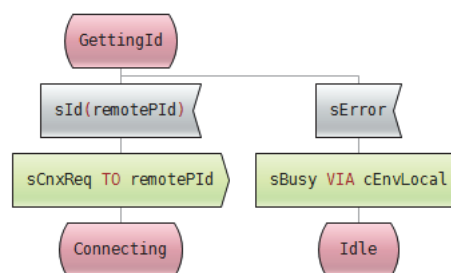 GettingId
sId(remotePId)
sError
sCnxReq TO remotePId
sBusy VIA cEnvLocal
Connecting
Idle